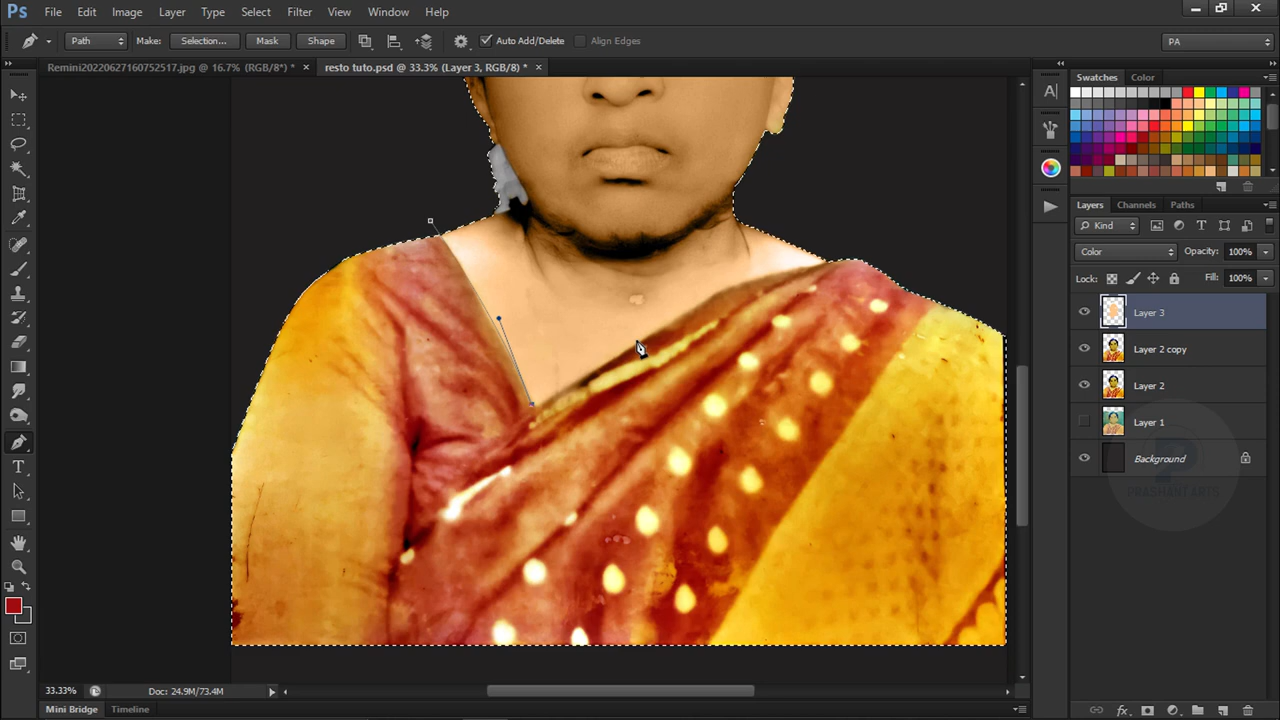 Ps File Edit Image Layer Type Select Filter View Window Help
Path Make: Selection... Mask Shape Auto Add/Delete Align Edges PA
Remini20220627160752517.jpg @ 16.7% (RGB/8*) * × resto tuto.psd @ 33.3% (Layer 3, RGB/8) * ×
Swatches Color
Layers Channels Paths
Kind
Color Opacity: 100%
Lock: Fill: 100%
Layer 3
Layer 2 copy
Layer 2
Layer 1
Background
PRASHANT ARTS
33.33% Doc: 24.9M/73.4M
Mini Bridge Timeline